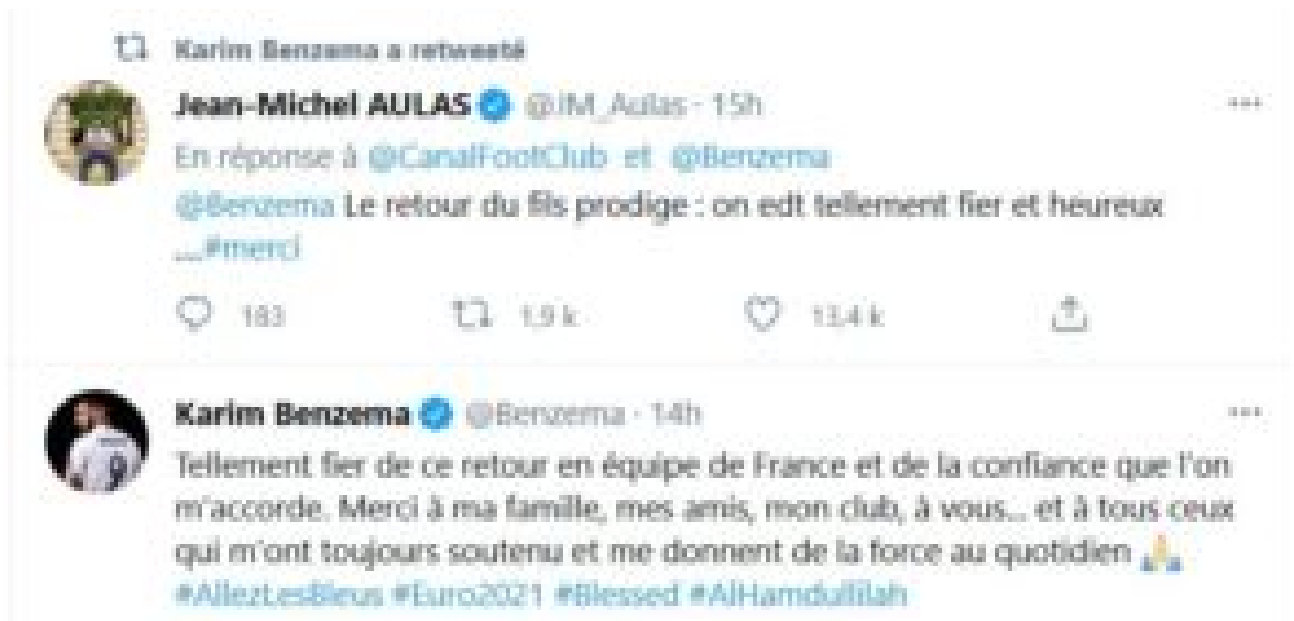 Karim Benzema a retweeté
Jean-Michel AULAS @JM_Aulas · 15h
En réponse à @CanalFootClub et @Benzema
@Benzema Le retour du fils prodige : on edt tellement fier et heureux
...#merci
183 1,9 k 13,4 k
Karim Benzema @Benzema · 14h
Tellement fier de ce retour en équipe de France et de la confiance que l'on
m'accorde. Merci à ma famille, mes amis, mon club, à vous... et à tous ceux
qui m'ont toujours soutenu et me donnent de la force au quotidien 🙏
#AllezLesBleus #Euro2021 #Blessed #AlHamdulillah